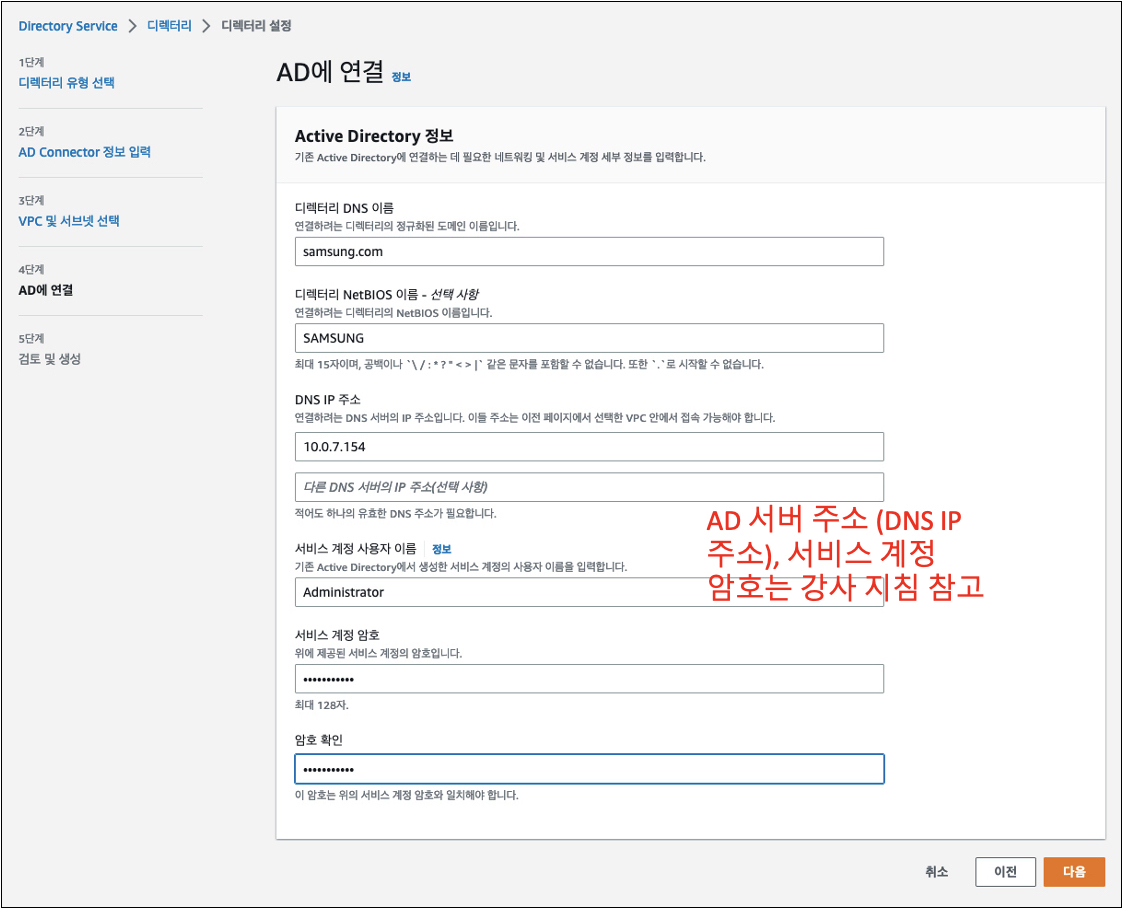 Directory Service > 디렉터리 > 디렉터리 설정
1단계
디렉터리 유형 선택
2단계
AD Connector 정보 입력
3단계
VPC 및 서브넷 선택
4단계
AD에 연결
5단계
검토 및 생성
AD에 연결 정보
Active Directory 정보
기존 Active Directory에 연결하는 데 필요한 네트워킹 및 서비스 계정 세부 정보를 입력합니다.
디렉터리 DNS 이름
연결하려는 디렉터리의 정규화된 도메인 이름입니다.
samsung.com
디렉터리 NetBIOS 이름 - 선택 사항
연결하려는 디렉터리의 NetBIOS 이름입니다.
SAMSUNG
최대 15자이며, 공백이나 `\ / : * ? " < > |` 같은 문자를 포함할 수 없습니다. 또한 `.`로 시작할 수 없습니다.
DNS IP 주소
연결하려는 DNS 서버의 IP 주소입니다. 이들 주소는 이전 페이지에서 선택한 VPC 안에서 접속 가능해야 합니다.
10.0.7.154
다른 DNS 서버의 IP 주소(선택 사항)
적어도 하나의 유효한 DNS 주소가 필요합니다.
AD 서버 주소 (DNS IP
주소), 서비스 계정
암호는 강사 지침 참고
서비스 계정 사용자 이름 정보
기존 Active Directory에서 생성한 서비스 계정의 사용자 이름을 입력합니다.
Administrator
서비스 계정 암호
위에 제공된 서비스 계정의 암호입니다.
•••••••••••
최대 128자.
암호 확인
•••••••••••
이 암호는 위의 서비스 계정 암호와 일치해야 합니다.
취소 이전 다음